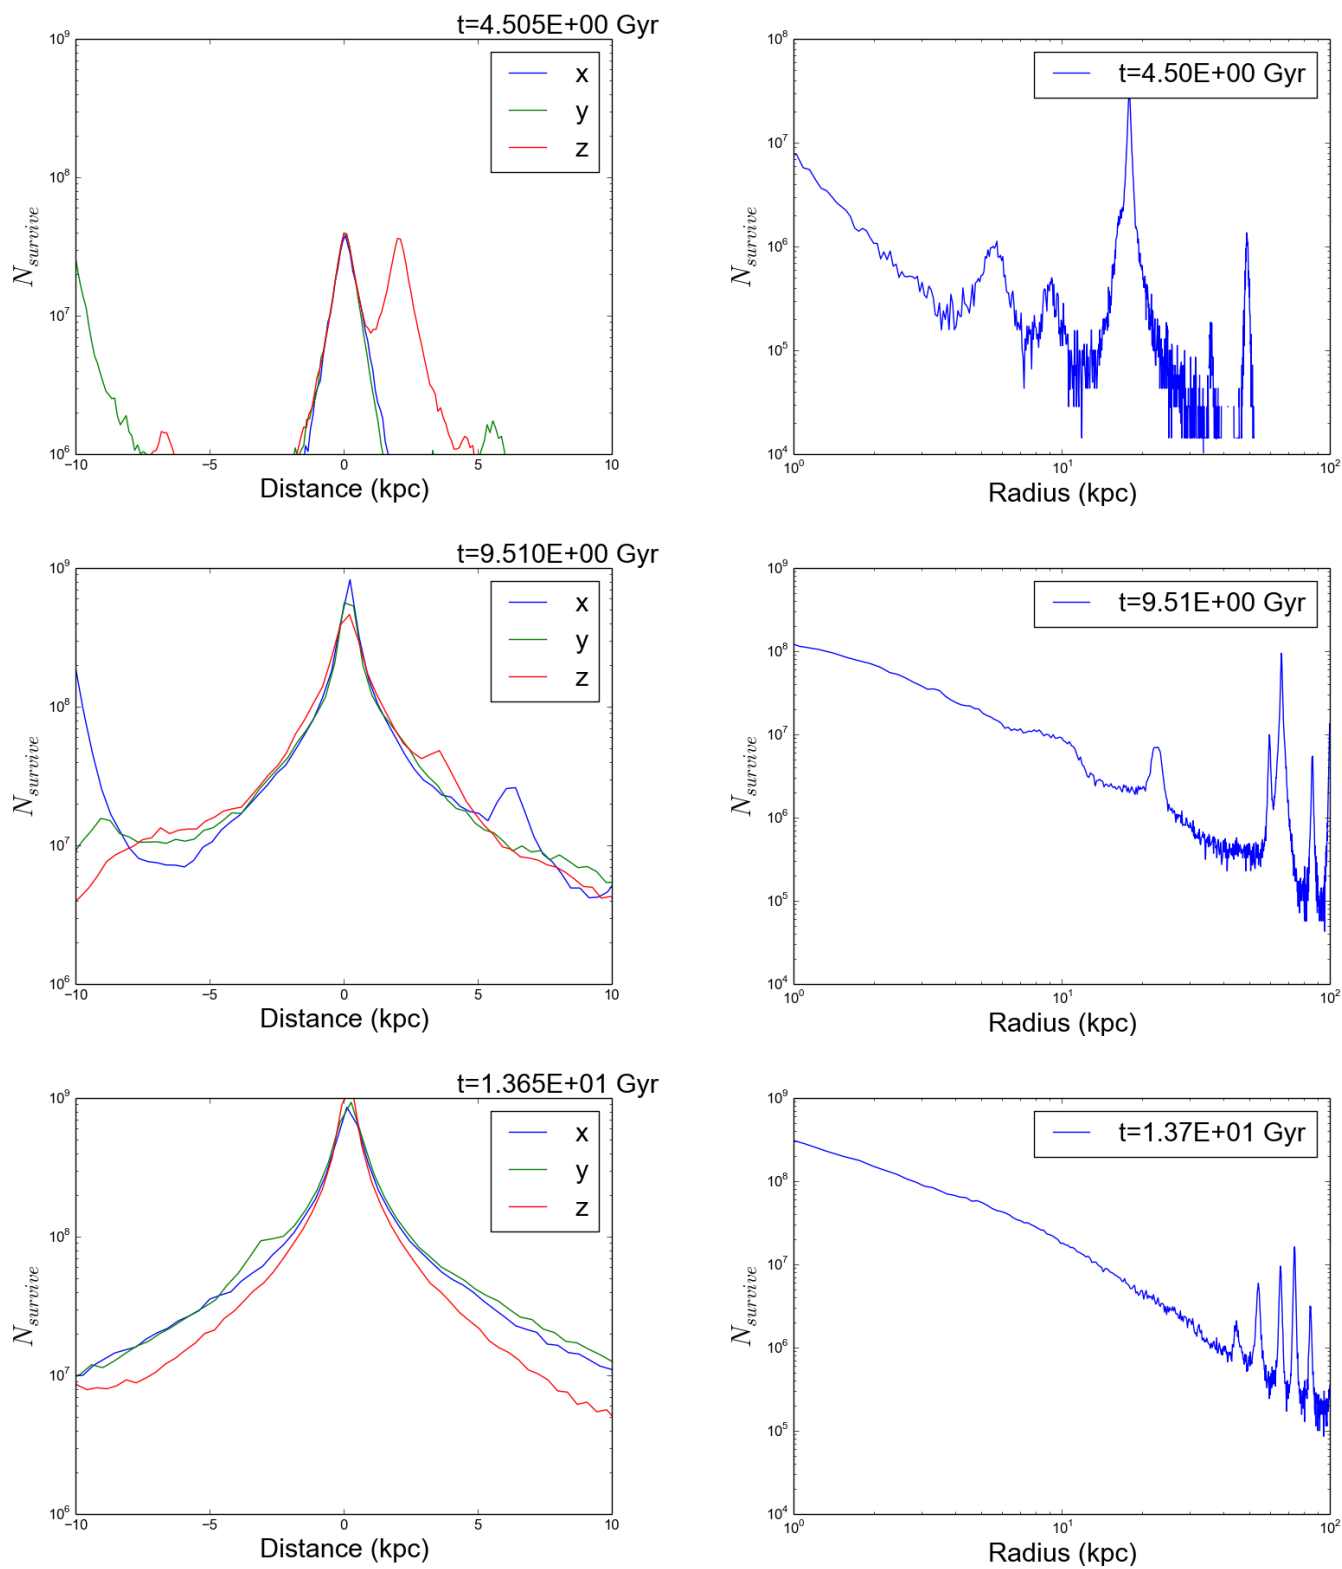 t=4.505E+00 Gyr
10^9
10^8
10^7
10^6
N_survive
x
y
z
−10 −5 0 5 10
Distance (kpc)
10^8
10^7
10^6
10^5
10^4
N_survive
t=4.50E+00 Gyr
10^0 10^1 10^2
Radius (kpc)
t=9.510E+00 Gyr
10^9
10^8
10^7
10^6
N_survive
x
y
z
−10 −5 0 5 10
Distance (kpc)
10^9
10^8
10^7
10^6
10^5
10^4
N_survive
t=9.51E+00 Gyr
10^0 10^1 10^2
Radius (kpc)
t=1.365E+01 Gyr
10^9
10^8
10^7
10^6
N_survive
x
y
z
−10 −5 0 5 10
Distance (kpc)
10^9
10^8
10^7
10^6
10^5
10^4
N_survive
t=1.37E+01 Gyr
10^0 10^1 10^2
Radius (kpc)